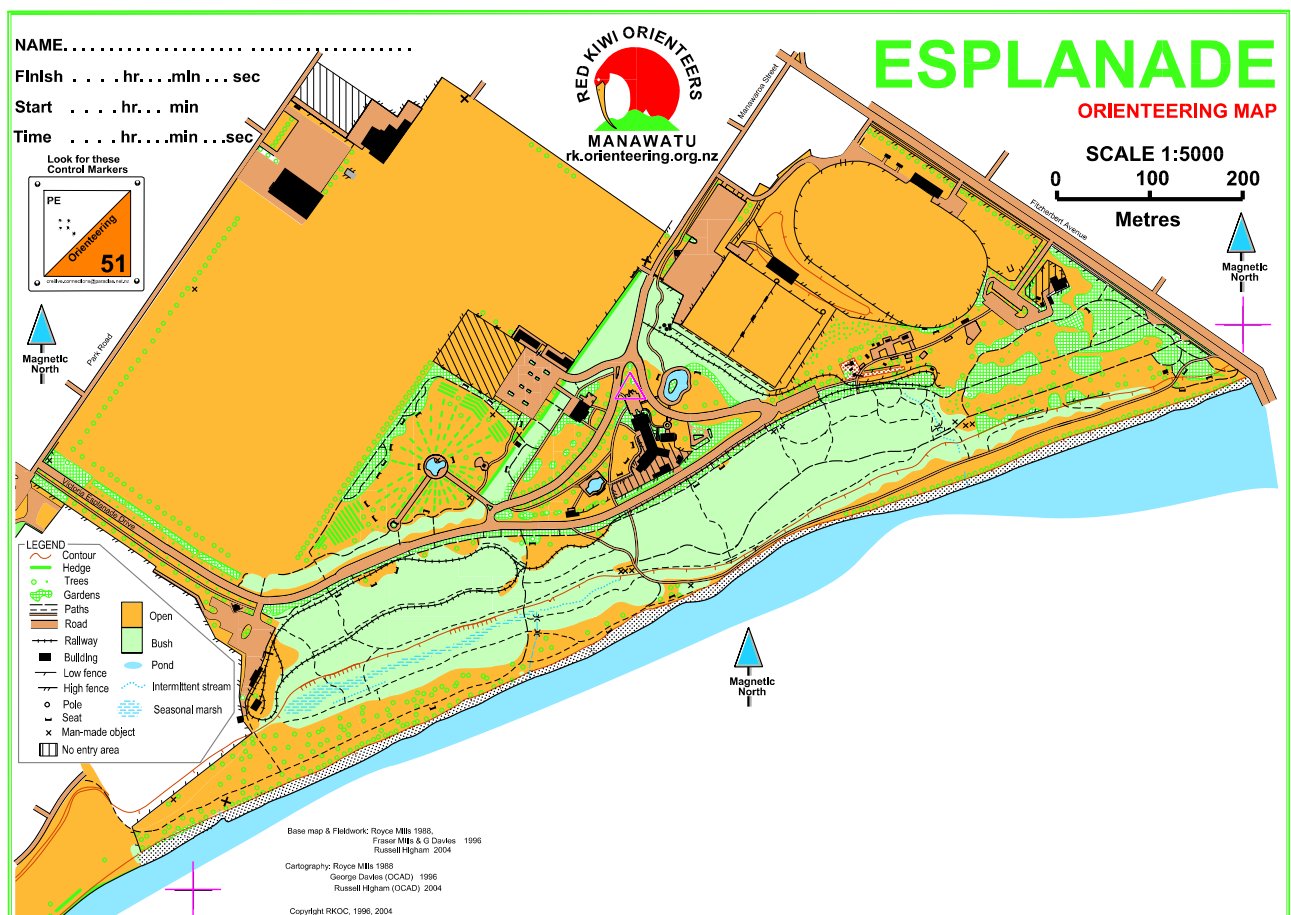 NAME. . . . . . . . . . . . . . . . . . . . . . . . . . . . . . . . . .
Finish . . . . hr. . . .min . . . sec
Start . . . . hr. . . min
Time . . . . hr. . . .min . . .sec
Look for these
Control Markers
PE
Orienteering
51
creative.connections@paradise.net.nz
Magnetic
North
RED KIWI ORIENTEERS
MANAWATU
rk.orienteering.org.nz
ESPLANADE
ORIENTEERING MAP
SCALE 1:5000
0 100 200
Metres
Magnetic
North
Manawaroa Street
Fitzherbert Avenue
Park Road
Victoria Esplanade Drive
LEGEND
Contour
Hedge
Trees
Gardens
Paths
Road
Railway
Building
Low fence
High fence
Pole
Seat
Man-made object
No entry area
Open
Bush
Pond
Intermittent stream
Seasonal marsh
Magnetic
North
Base map & Fieldwork: Royce Mills 1988,
Fraser Mills & G Davies 1996
Russell Higham 2004
Cartography: Royce Mills 1988
George Davies (OCAD) 1996
Russell Higham (OCAD) 2004
Copyright RKOC, 1996, 2004